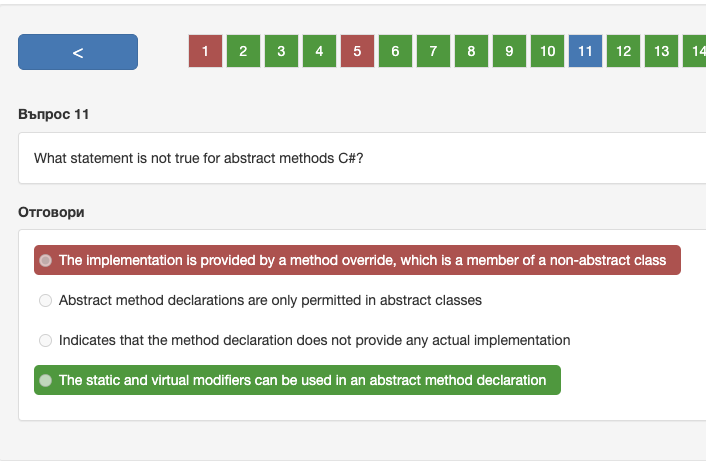 < 1 2 3 4 5 6 7 8 9 10 11 12 13 14
Въпрос 11
What statement is not true for abstract methods C#?
Отговори
The implementation is provided by a method override, which is a member of a non-abstract class
Abstract method declarations are only permitted in abstract classes
Indicates that the method declaration does not provide any actual implementation
The static and virtual modifiers can be used in an abstract method declaration